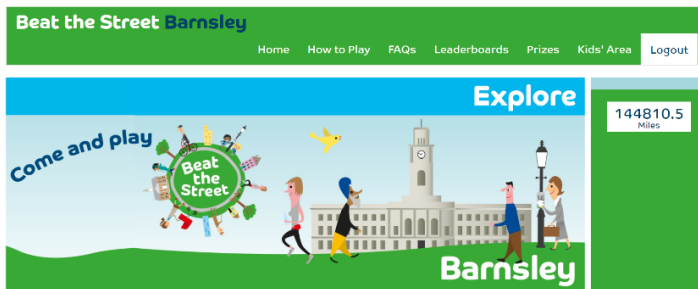 Beat the Street Barnsley
Home How to Play FAQs Leaderboards Prizes Kids' Area Logout
Explore
Come and play
Beat
the
Street
Barnsley
144810.5
Miles